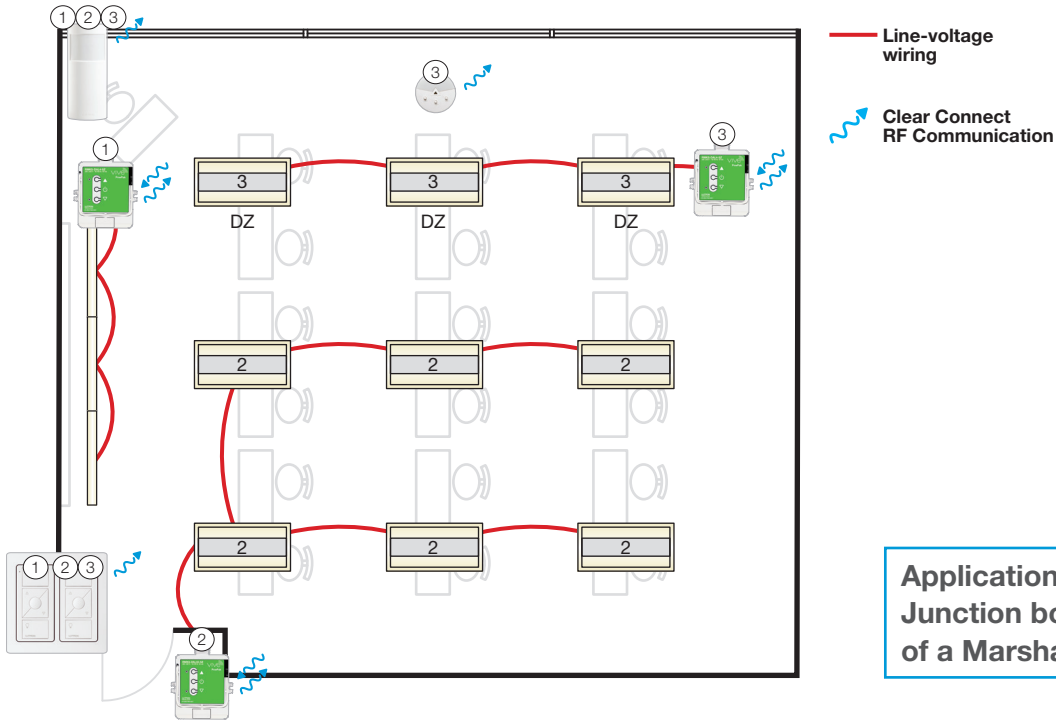 1 2 3
Line-voltage
wiring
Clear Connect
RF Communication
3
1
3
3 3 3
DZ DZ DZ
2 2 2
2 2 2
1 2 3
2
Application
Junction bo
of a Marsha